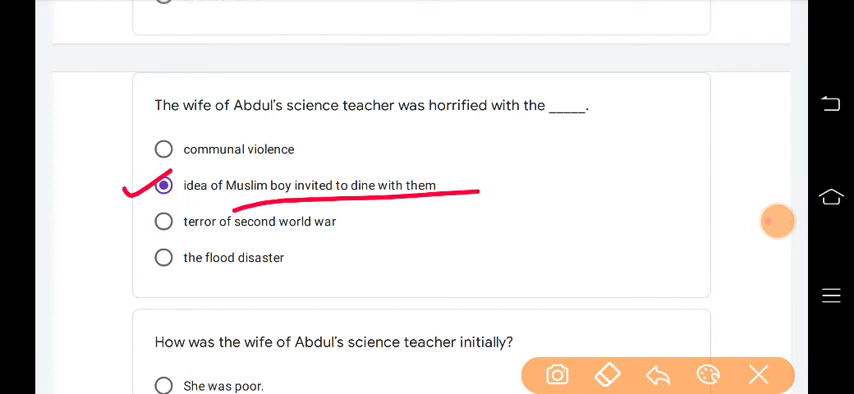 The wife of Abdul's science teacher was horrified with the _____.
communal violence
idea of Muslim boy invited to dine with them
terror of second world war
the flood disaster
How was the wife of Abdul's science teacher initially?
She was poor.